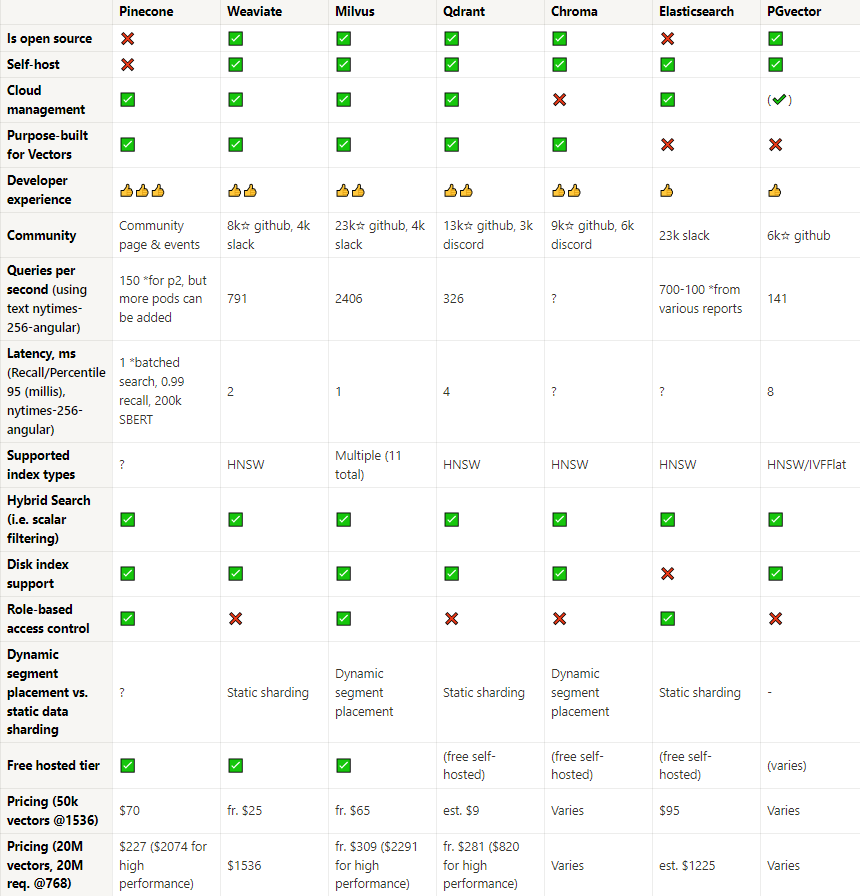 Pinecone Weaviate Milvus Qdrant Chroma Elasticsearch PGvector
Is open source ❌ ✅ ✅ ✅ ✅ ❌ ✅
Self-host ❌ ✅ ✅ ✅ ✅ ✅ ✅
Cloud
management ✅ ✅ ✅ ✅ ❌ ✅ (✔)
Purpose-built
for Vectors ✅ ✅ ✅ ✅ ✅ ❌ ❌
Developer
experience 👍👍👍 👍👍 👍👍 👍👍 👍👍 👍 👍
Community
Community
page & events
8k☆ github, 4k
slack
23k☆ github, 4k
slack
13k☆ github, 3k
discord
9k☆ github, 6k
discord
23k slack
6k☆ github
Queries per
second (using
text nytimes-
256-angular)
150 *for p2, but
more pods can
be added
791
2406
326
?
700-100 *from
various reports
141
Latency, ms
(Recall/Percentile
95 (millis),
nytimes-256-
angular)
1 *batched
search, 0.99
recall, 200k
SBERT
2
1
4
?
?
8
Supported
index types
?
HNSW
Multiple (11
total)
HNSW
HNSW
HNSW
HNSW/IVFFlat
Hybrid Search
(i.e. scalar
filtering)
✅ ✅ ✅ ✅ ✅ ✅ ✅
Disk index
support
✅ ✅ ✅ ✅ ✅ ❌ ✅
Role-based
access control
✅ ❌ ✅ ❌ ❌ ✅ ❌
Dynamic
segment
placement vs.
static data
sharding
?
Static sharding
Dynamic
segment
placement
Static sharding
Dynamic
segment
placement
Static sharding
-
Free hosted tier
✅ ✅ ✅
(free self-
hosted)
(free self-
hosted)
(free self-
hosted)
(varies)
Pricing (50k
vectors @1536)
$70
fr. $25
fr. $65
est. $9
Varies
$95
Varies
Pricing (20M
vectors, 20M
req. @768)
$227 ($2074 for
high
performance)
$1536
fr. $309 ($2291
for high
performance)
fr. $281 ($820
for high
performance)
Varies
est. $1225
Varies